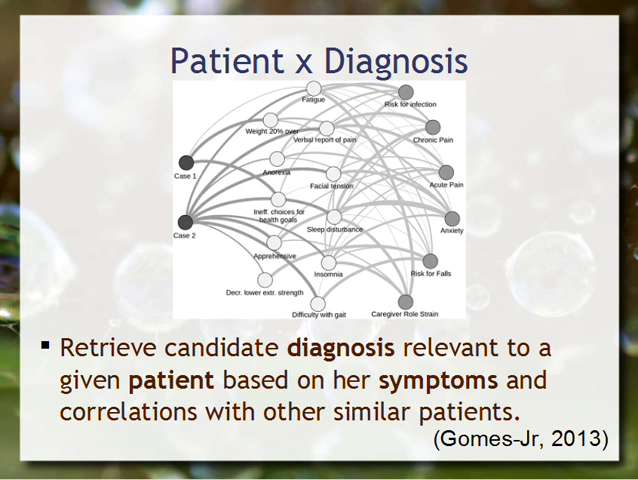 Patient x Diagnosis
Fatigue
Risk for infection
Weight 20% over
Verbal report of pain
Chronic Pain
Case 1
Anorexia
Facial tension
Acute Pain
Ineff. choices for
health goals
Sleep disturbance
Anxiety
Case 2
Apprehensive
Insomnia
Risk for Falls
Decr. lower extr. strength
Difficulty with gait
Caregiver Role Strain
▪ Retrieve candidate diagnosis relevant to a
given patient based on her symptoms and
correlations with other similar patients.
(Gomes-Jr, 2013)